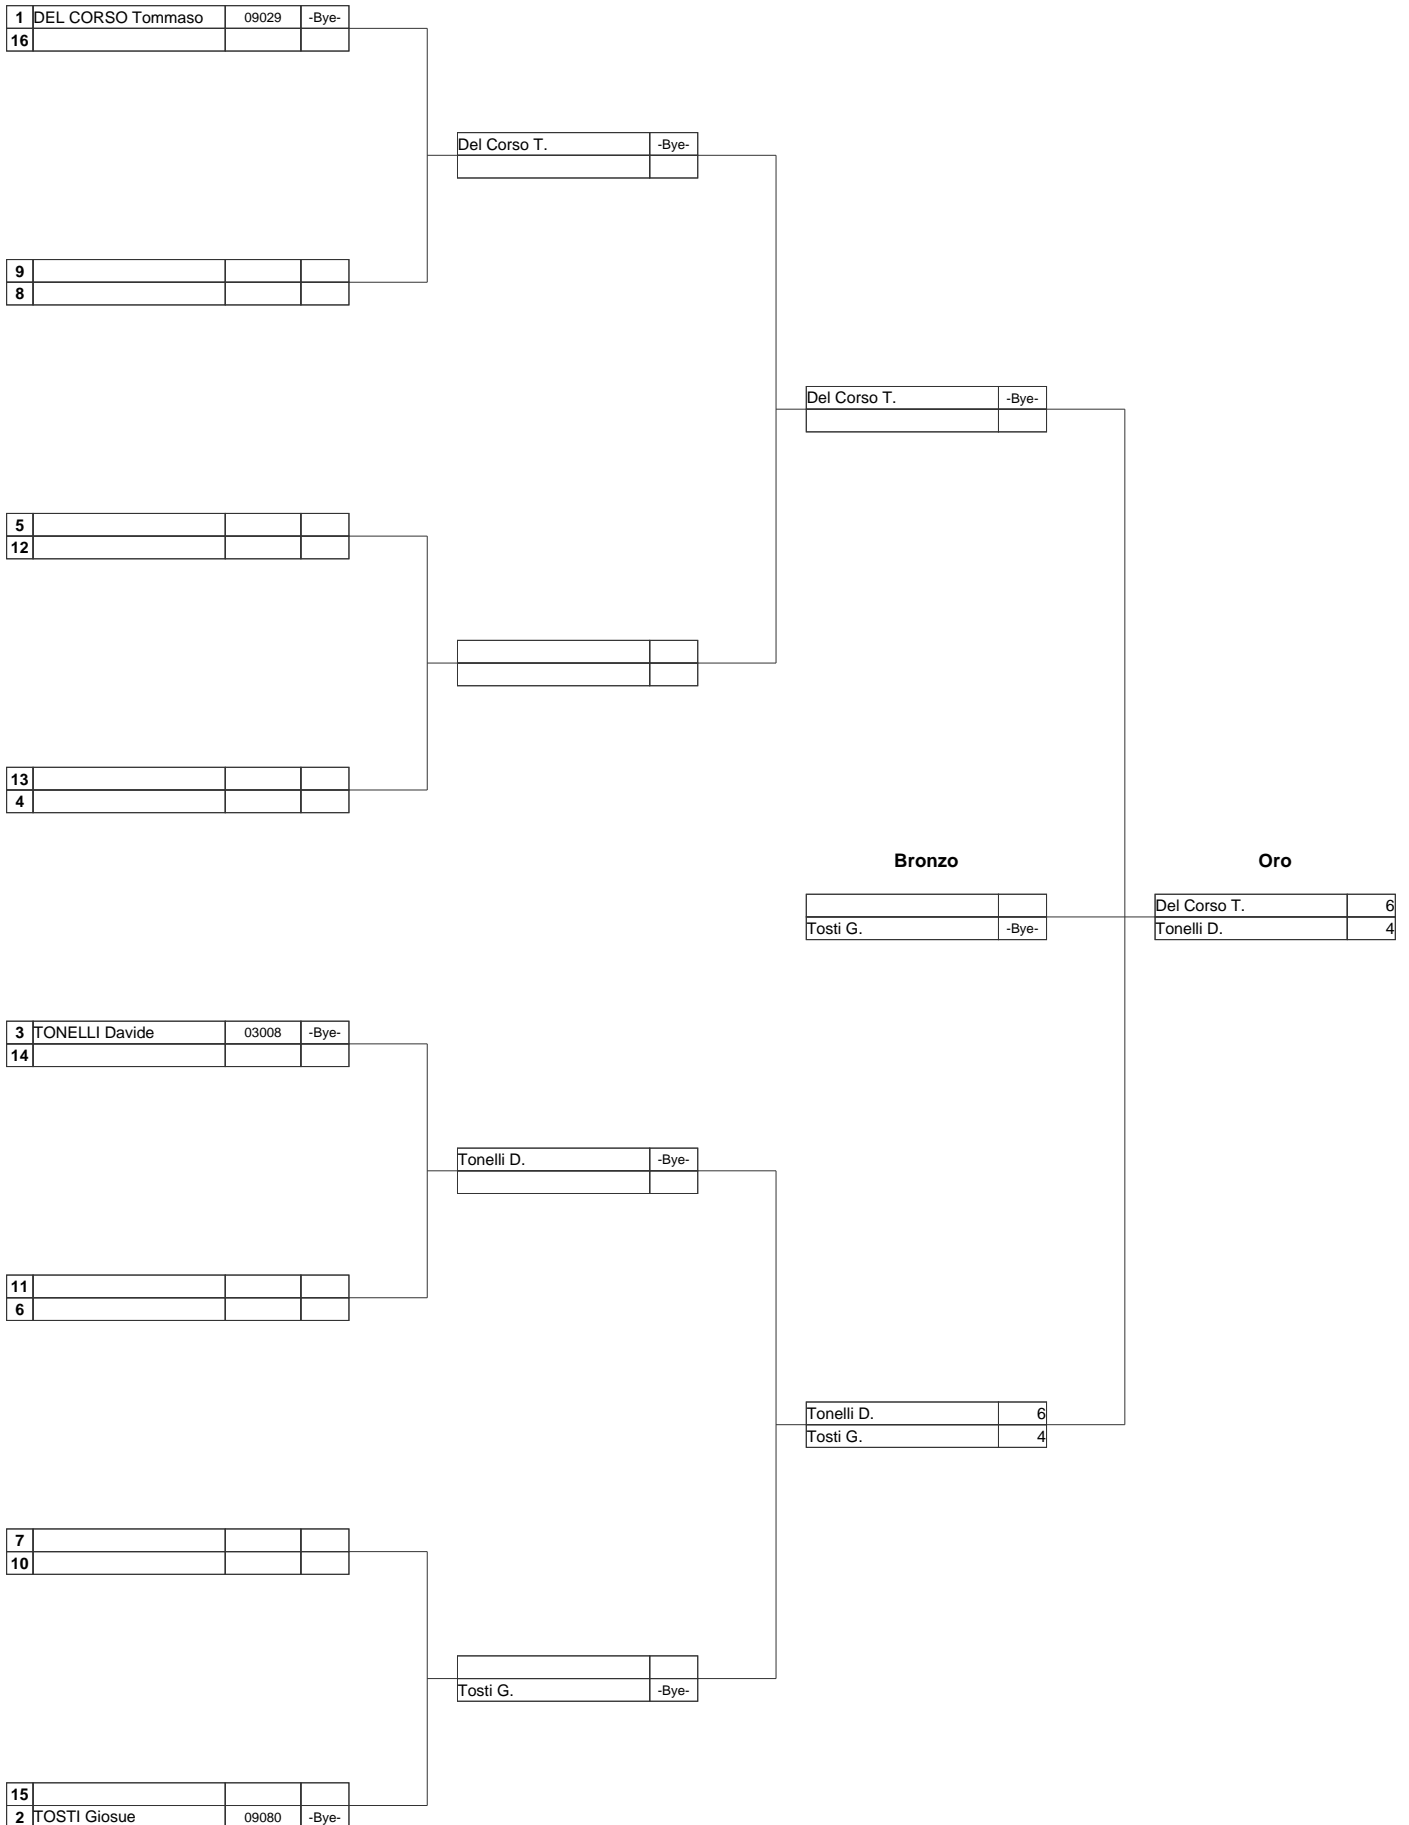 1 DEL CORSO Tommaso 09029 -Bye-
16
Del Corso T. -Bye-
9
8
Del Corso T. -Bye-
5
12
13
4
Bronzo Oro
Del Corso T. 6
Tosti G. -Bye- Tonelli D. 4
3 TONELLI Davide 03008 -Bye-
14
Tonelli D. -Bye-
11
6
Tonelli D. 6
Tosti G. 4
7
10
Tosti G. -Bye-
15
2 TOSTI Giosue 09080 -Bye-